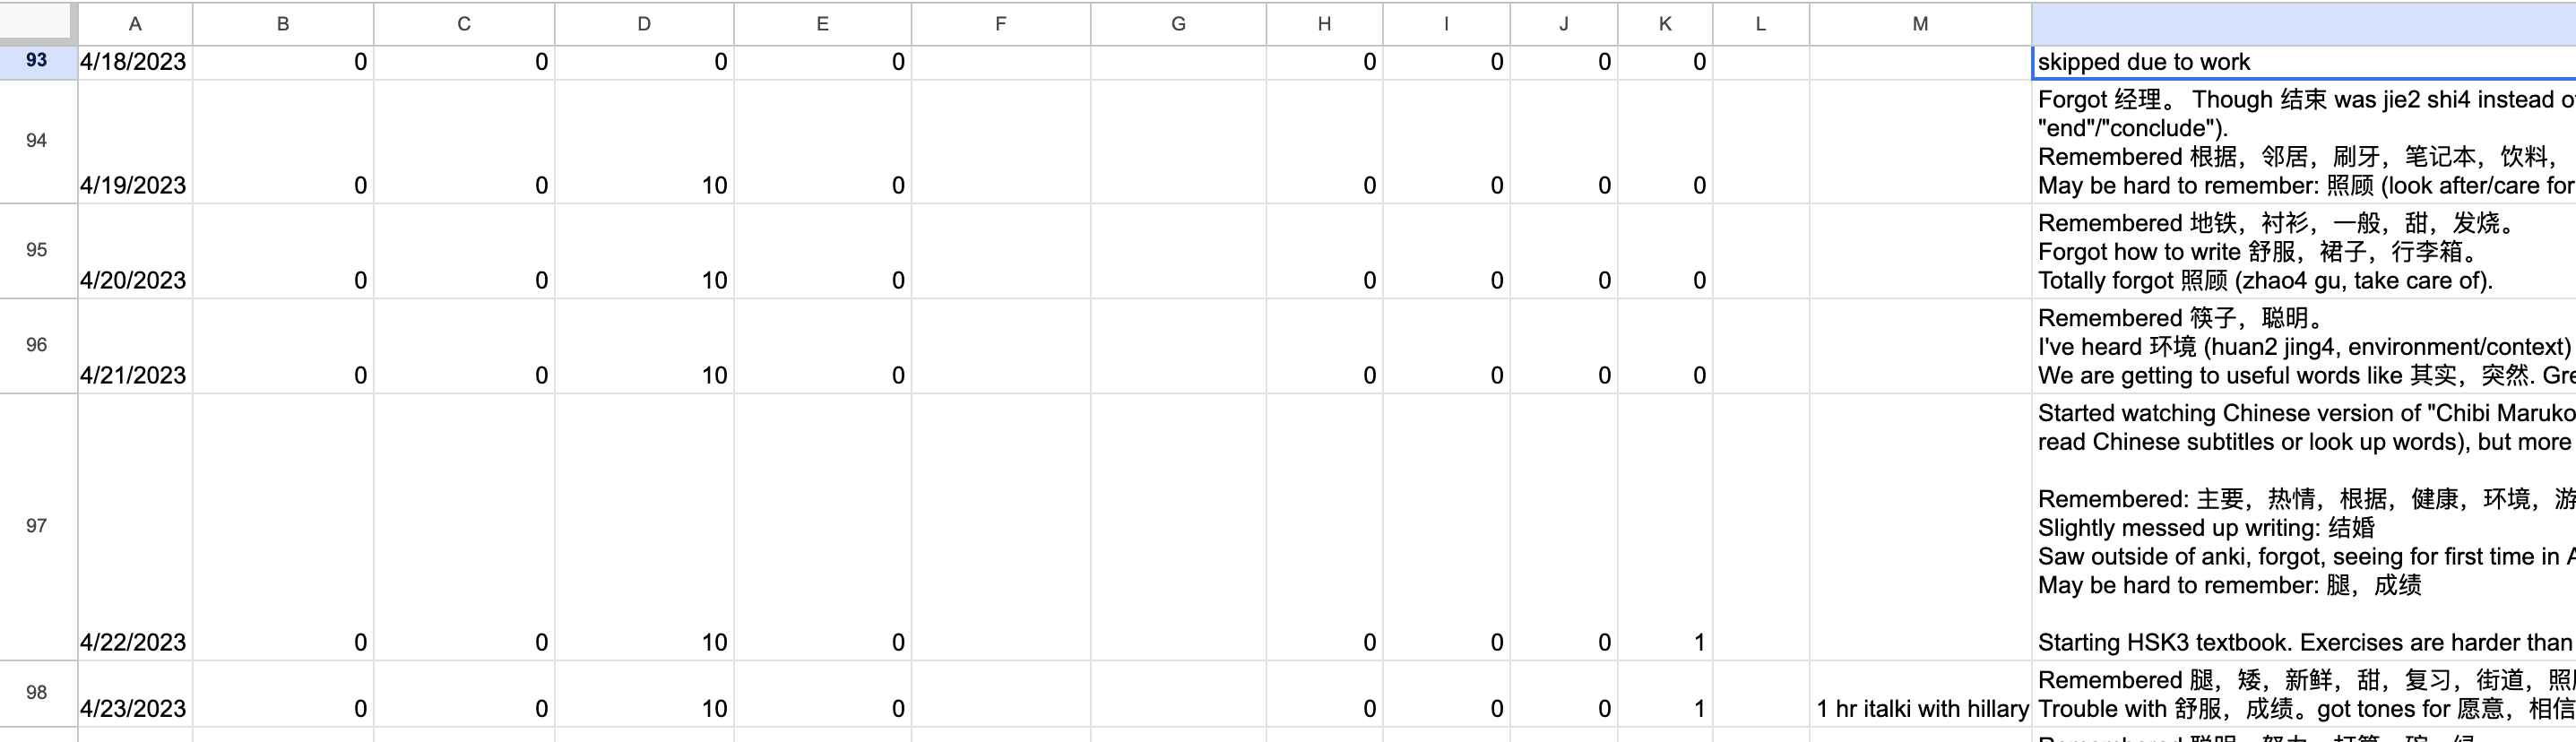 A B C D E F G H I J K L M
93 4/18/2023 0 0 0 0 0 0 0 0 skipped due to work
Forgot 经理。 Though 结束 was jie2 shi4 instead
"end"/"conclude").
Remembered 根据，邻居，刷牙，笔记本，饮料，
94 4/19/2023 0 0 10 0 0 0 0 0 May be hard to remember: 照顾 (look after/care for
Remembered 地铁，衬衫，一般，甜，发烧。
Forgot how to write 舒服，裙子，行李箱。
95 4/20/2023 0 0 10 0 0 0 0 0 Totally forgot 照顾 (zhao4 gu, take care of).
Remembered 筷子，聪明。
I've heard 环境 (huan2 jing4, environment/context)
96 4/21/2023 0 0 10 0 0 0 0 0 We are getting to useful words like 其实，突然.
Started watching Chinese version of "Chibi Maruko
read Chinese subtitles or look up words), but more
Remembered: 主要，热情，根据，健康，环境，游
Slightly messed up writing: 结婚
Saw outside of anki, forgot, seeing for first time in
May be hard to remember: 腿，成绩
97 4/22/2023 0 0 10 0 0 0 0 1 Starting HSK3 textbook. Exercises are harder than
Remembered 腿，矮，新鲜，甜，复习，街道，照
98 4/23/2023 0 0 10 0 0 0 0 1 1 hr italki with hillary Trouble with 舒服，成绩。got tones for 愿意，相信